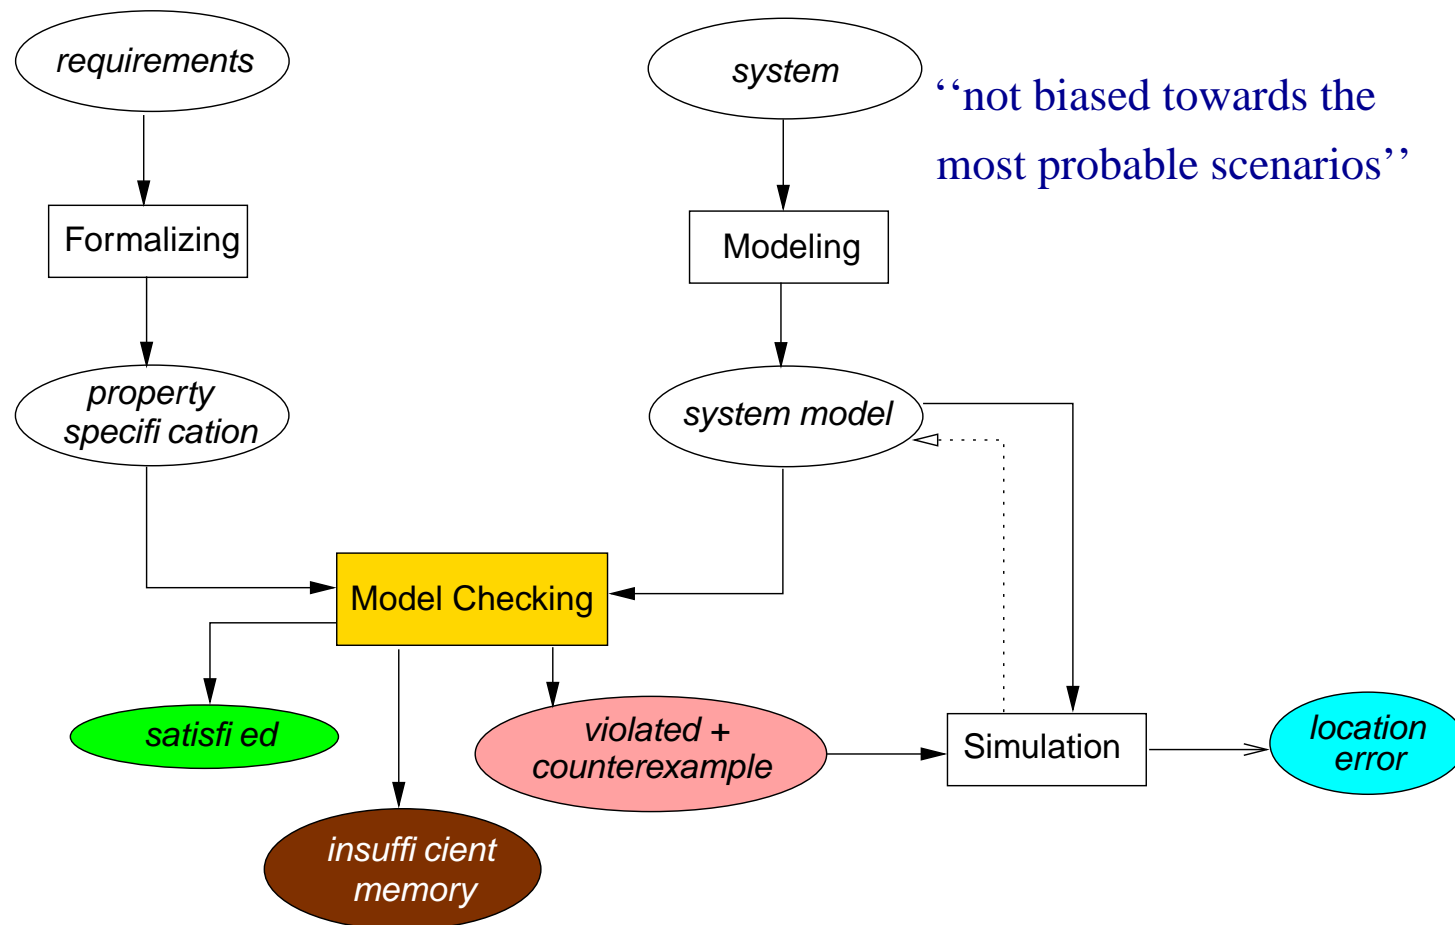 requirements
system
‘‘not biased towards the
most probable scenarios’’
Formalizing
Modeling
property
specifi cation
system model
Model Checking
satisfi ed
violated +
counterexample
Simulation
location
error
insuffi cient
memory